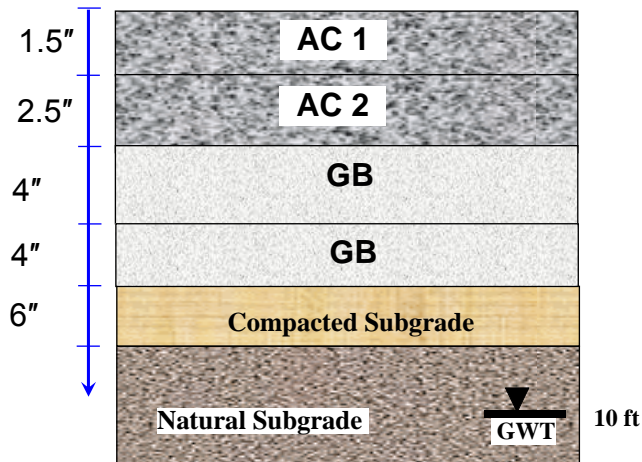 1.5″
AC 1
2.5″
AC 2
4″
GB
4″
GB
6″
Compacted Subgrade
Natural Subgrade
GWT
10 ft